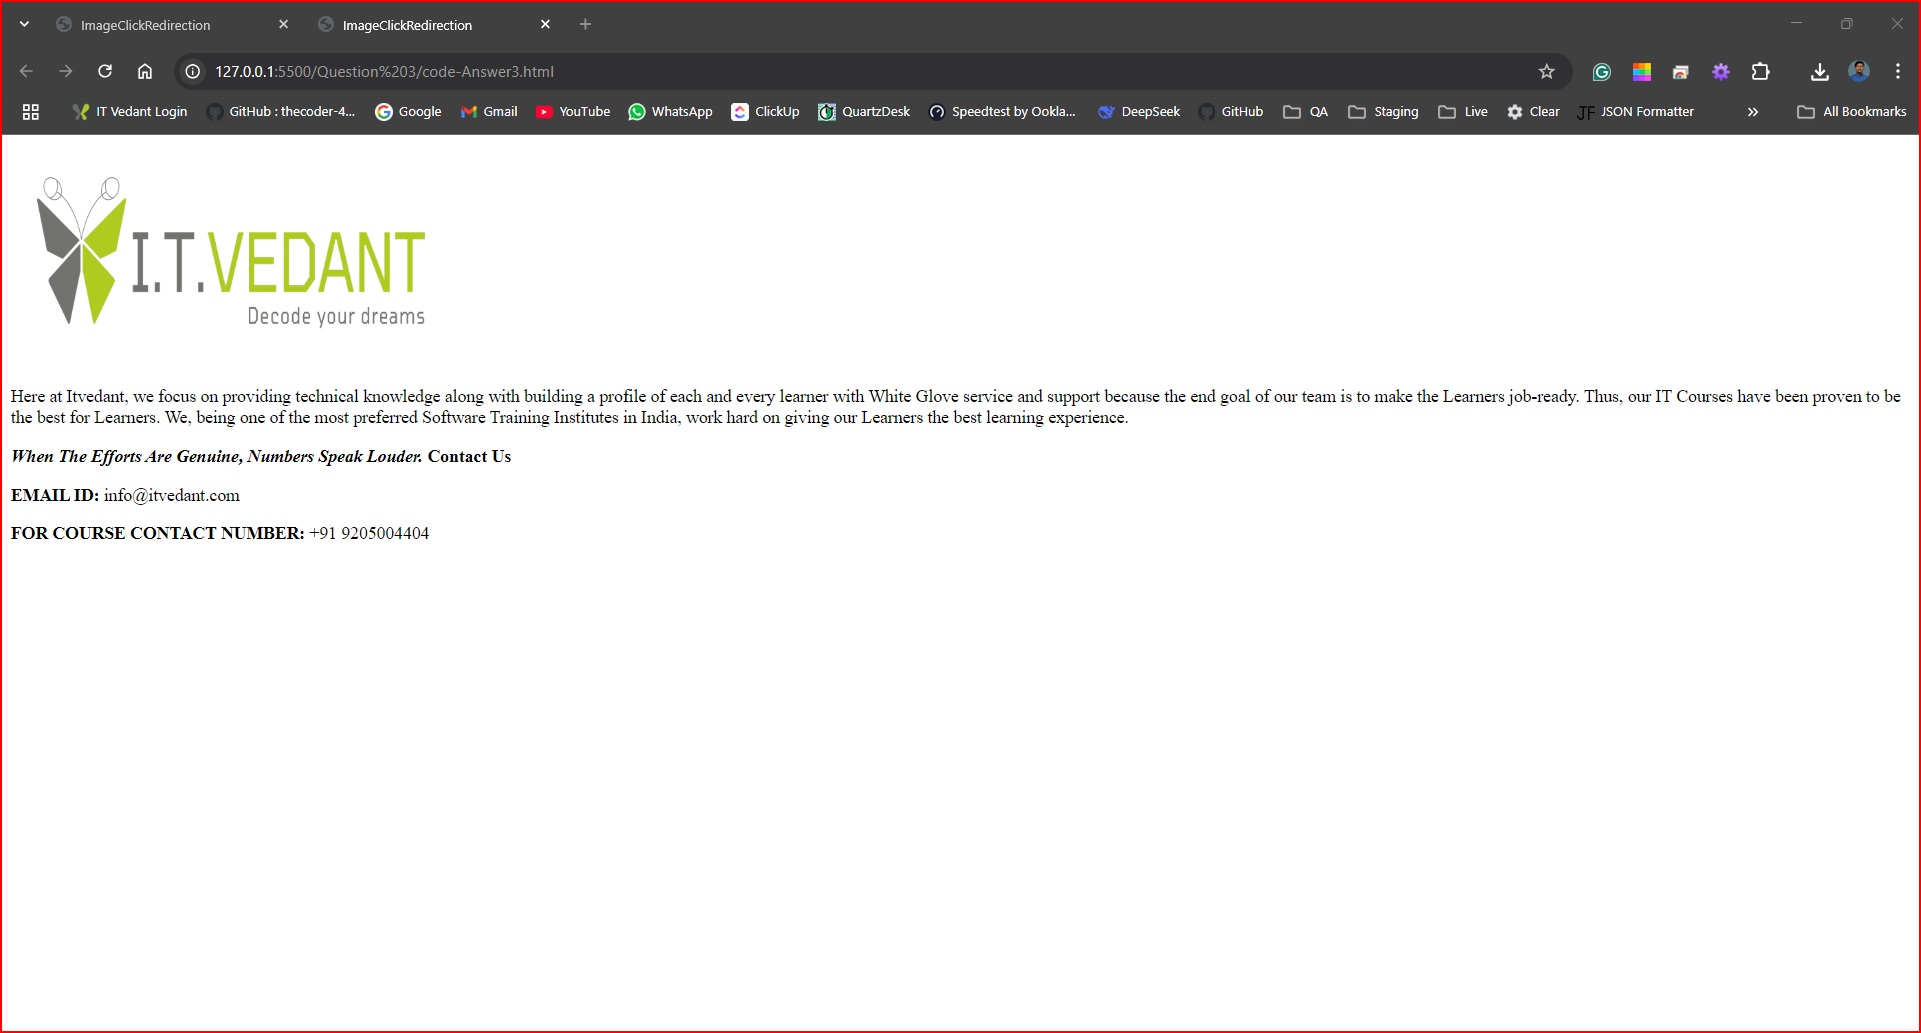 ImageClickRedirection
ImageClickRedirection
127.0.0.1:5500/Question%203/code-Answer3.html
IT Vedant Login GitHub : thecoder-4... Google Gmail YouTube WhatsApp ClickUp QuartzDesk Speedtest by Ookla... DeepSeek GitHub QA Staging Live Clear JF JSON Formatter » All Bookmarks
I.T.VEDANT
Decode your dreams
Here at Itvedant, we focus on providing technical knowledge along with building a profile of each and every learner with White Glove service and support because the end goal of our team is to make the Learners job-ready. Thus, our IT Courses have been proven to be
the best for Learners. We, being one of the most preferred Software Training Institutes in India, work hard on giving our Learners the best learning experience.
When The Efforts Are Genuine, Numbers Speak Louder. Contact Us
EMAIL ID: info@itvedant.com
FOR COURSE CONTACT NUMBER: +91 9205004404